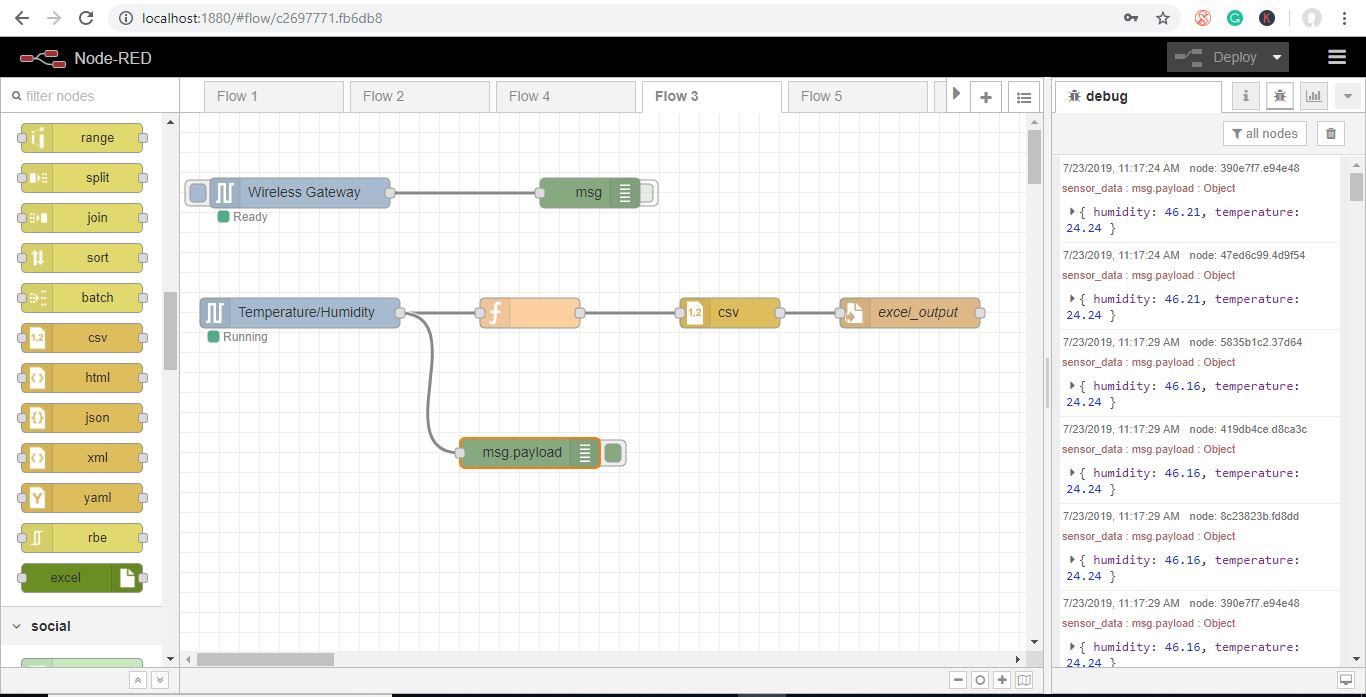 localhost:1880/#flow/c2697771.fb6db8
Node-RED
Deploy
filter nodes
range
split
join
sort
batch
csv
html
json
xml
yaml
rbe
excel
social
Flow 1
Flow 2
Flow 4
Flow 3
Flow 5
Wireless Gateway
Ready
msg
Temperature/Humidity
Running
f
1,2
csv
excel_output
msg.payload
debug
i
all nodes
7/23/2019, 11:17:24 AM node: 390e7f7.e94e48
sensor_data : msg.payload : Object
{ humidity: 46.21, temperature:
24.24 }
7/23/2019, 11:17:24 AM node: 47ed6c99.4d9f54
sensor_data : msg.payload : Object
{ humidity: 46.21, temperature:
24.24 }
7/23/2019, 11:17:29 AM node: 5835b1c2.37d64
sensor_data : msg.payload : Object
{ humidity: 46.16, temperature:
24.24 }
7/23/2019, 11:17:29 AM node: 419db4ce.d8ca3c
sensor_data : msg.payload : Object
{ humidity: 46.16, temperature:
24.24 }
7/23/2019, 11:17:29 AM node: 8c23823b.fd8dd
sensor_data : msg.payload : Object
{ humidity: 46.16, temperature:
24.24 }
7/23/2019, 11:17:29 AM node: 390e7f7.e94e48
sensor_data : msg.payload : Object
{ humidity: 46.16, temperature:
24.24 }